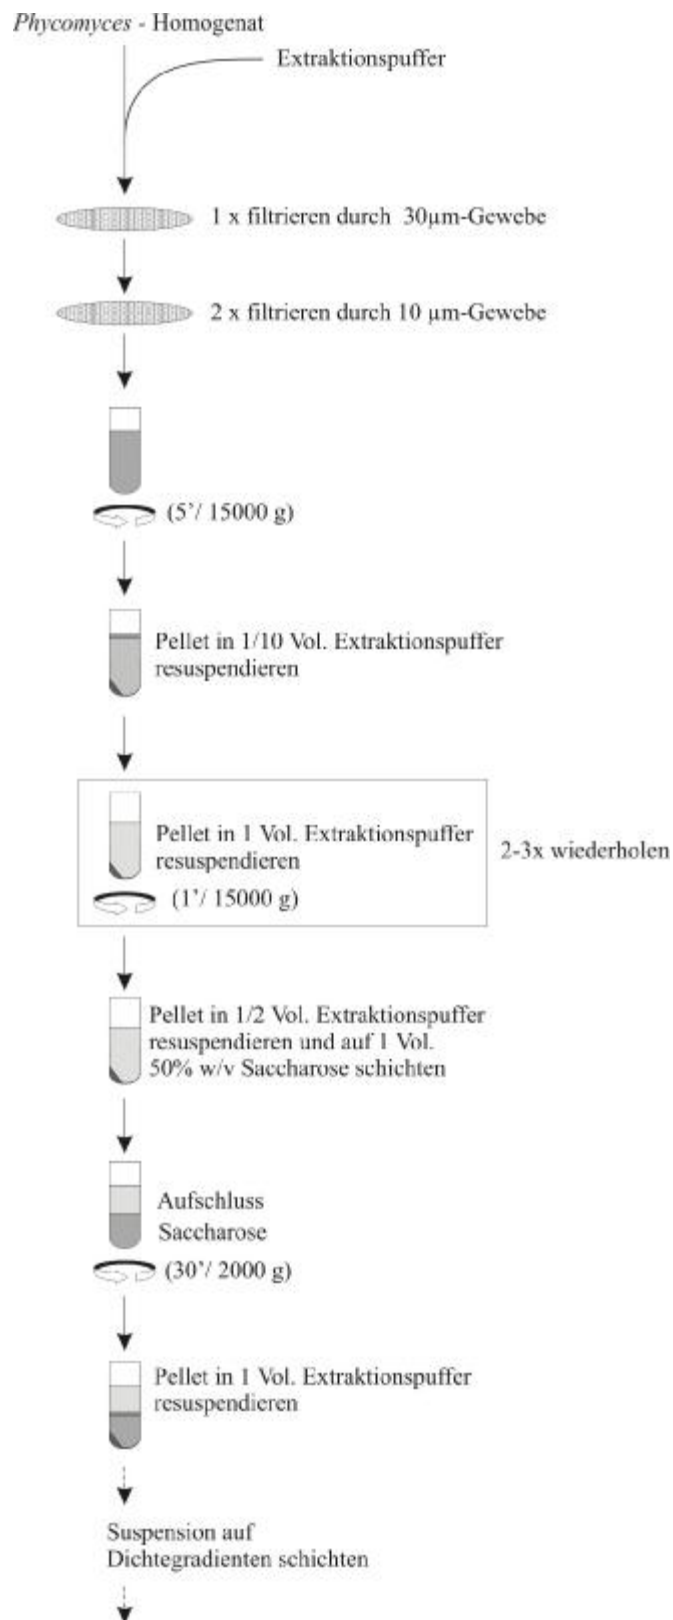 Phycomyces - Homogenat
Extraktionspuffer
1 x filtrieren durch 30µm-Gewebe
2 x filtrieren durch 10 µm-Gewebe
(5’/ 15000 g)
Pellet in 1/10 Vol. Extraktionspuffer
resuspendieren
Pellet in 1 Vol. Extraktionspuffer
resuspendieren
2-3x wiederholen
(1’/ 15000 g)
Pellet in 1/2 Vol. Extraktionspuffer
resuspendieren und auf 1 Vol.
50% w/v Saccharose schichten
Aufschluss
Saccharose
(30’/ 2000 g)
Pellet in 1 Vol. Extraktionspuffer
resuspendieren
Suspension auf
Dichtegradienten schichten